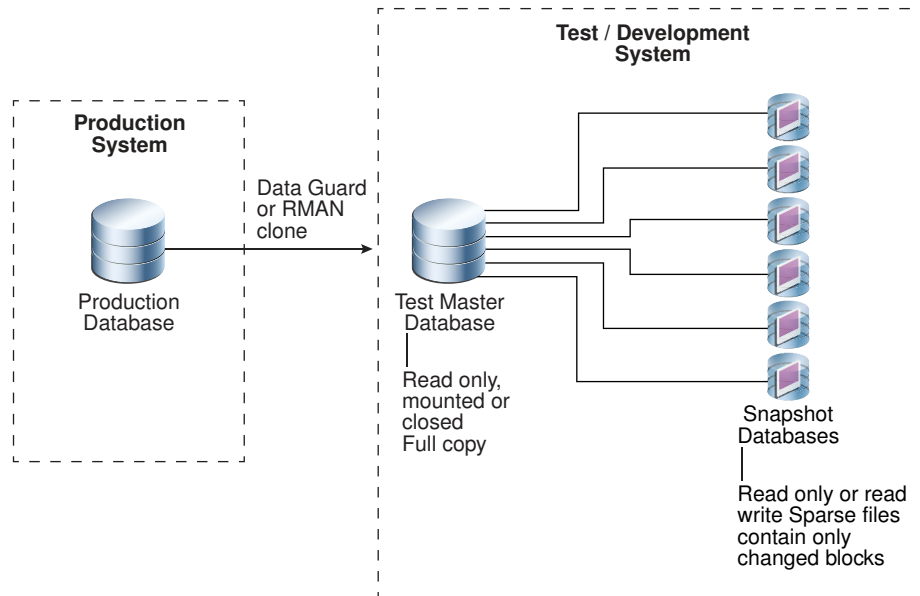 Production
System
Production
Database
Data Guard
or RMAN
clone
Test / Development
System
Test Master
Database
Read only,
mounted or
closed
Full copy
Snapshot
Databases
Read only or read
write Sparse files
contain only
changed blocks